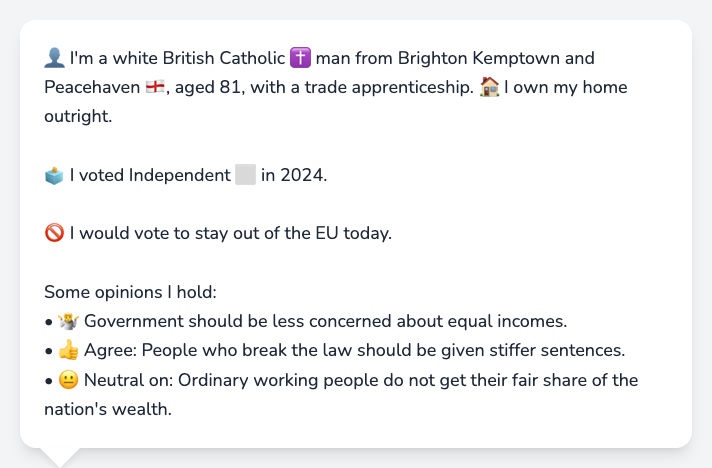 👤 I'm a white British Catholic ✝️ man from Brighton Kemptown and
Peacehaven 🏴󠁧󠁢󠁥󠁮󠁧󠁿, aged 81, with a trade apprenticeship. 🏠 I own my home
outright.
🗳️ I voted Independent ⬜ in 2024.
🚫 I would vote to stay out of the EU today.
Some opinions I hold:
• 🤷 Government should be less concerned about equal incomes.
• 👍 Agree: People who break the law should be given stiffer sentences.
• 😐 Neutral on: Ordinary working people do not get their fair share of the
nation's wealth.